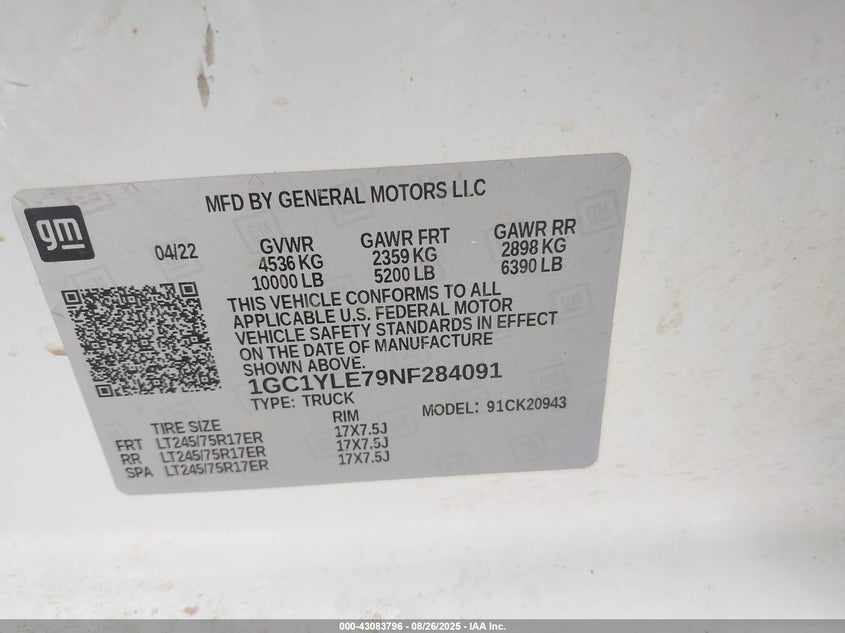 MFD BY GENERAL MOTORS LLC
gm
04/22
GVWR GAWR FRT GAWR RR
4536 KG 2359 KG 2898 KG
10000 LB 5200 LB 6390 LB
THIS VEHICLE CONFORMS TO ALL
APPLICABLE U.S. FEDERAL MOTOR
VEHICLE SAFETY STANDARDS IN EFFECT
ON THE DATE OF MANUFACTURE
SHOWN ABOVE.
1GC1YLE79NF284091
TYPE: TRUCK MODEL: 91CK20943
TIRE SIZE RIM
FRT LT245/75R17ER 17X7.5J
RR LT245/75R17ER 17X7.5J
SPA LT245/75R17ER 17X7.5J
000-43083796 - 08/26/2025 - IAA Inc.